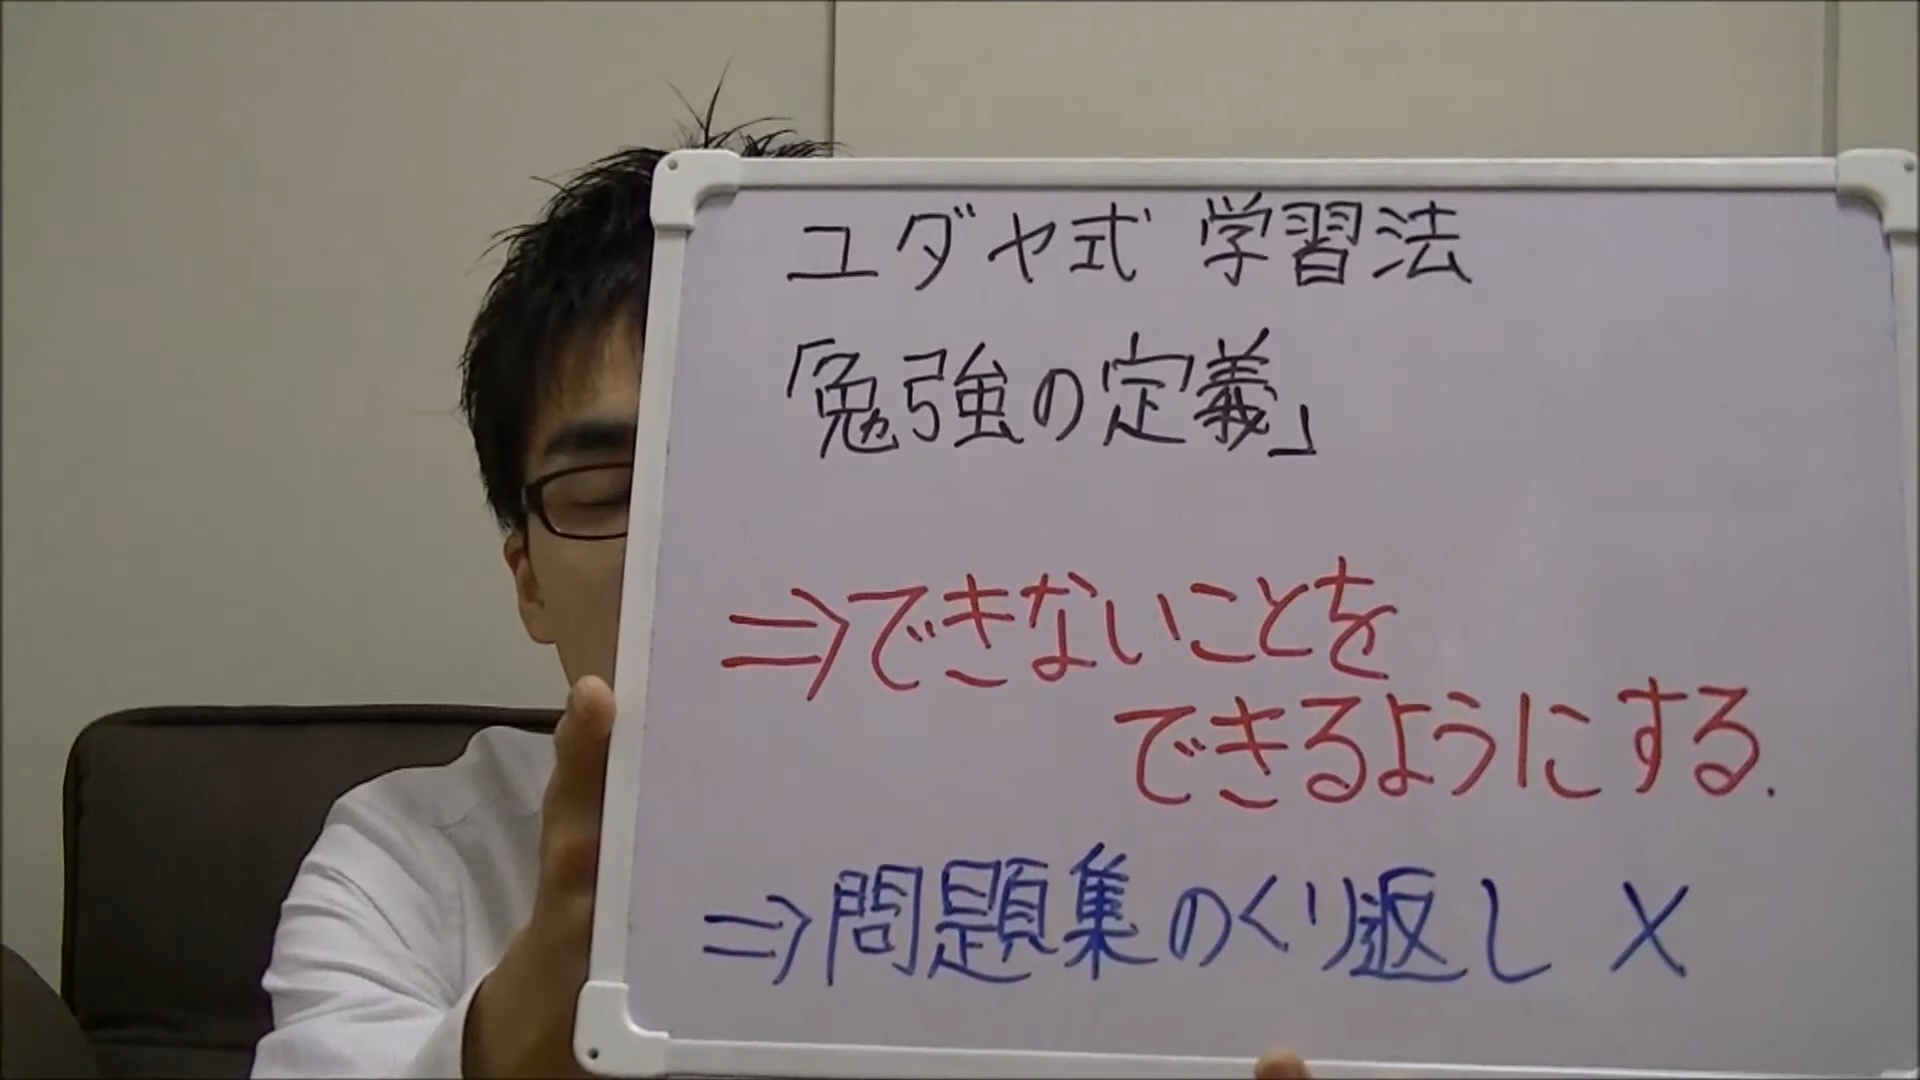 ユダヤ式 学習法
「勉強の定義」
⇒できないことを
できるようにする.
⇒問題集のくり返し ×